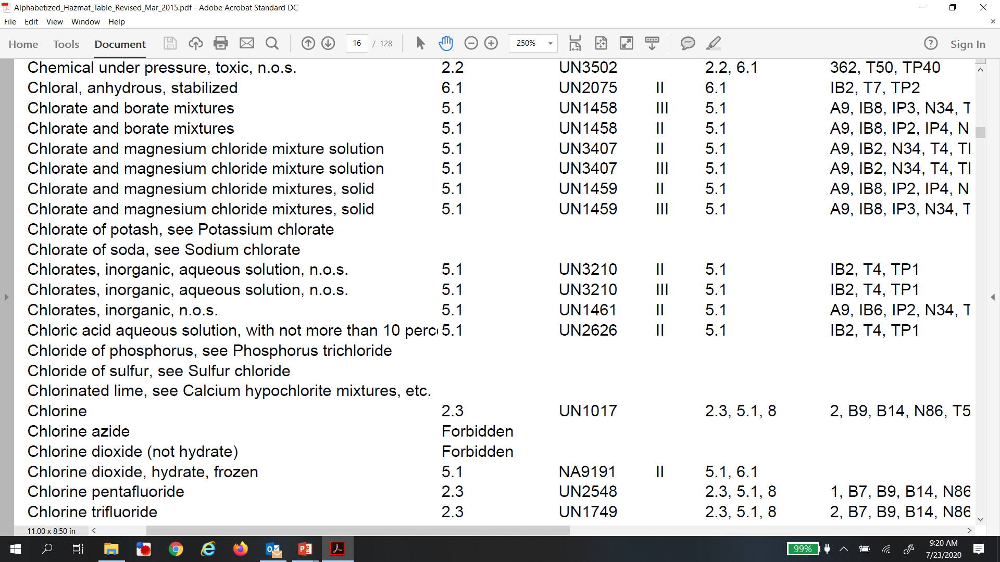 Alphabetized_Hazmat_Table_Revised_Mar_2015.pdf - Adobe Acrobat Standard DC
File Edit View Window Help
Home Tools Document 16 / 128 250% Sign In
Chemical under pressure, toxic, n.o.s. 2.2 UN3502 2.2, 6.1 362, T50, TP40
Chloral, anhydrous, stabilized 6.1 UN2075 II 6.1 IB2, T7, TP2
Chlorate and borate mixtures 5.1 UN1458 III 5.1 A9, IB8, IP3, N34, T
Chlorate and borate mixtures 5.1 UN1458 II 5.1 A9, IB8, IP2, IP4, N
Chlorate and magnesium chloride mixture solution 5.1 UN3407 II 5.1 A9, IB2, N34, T4, T
Chlorate and magnesium chloride mixture solution 5.1 UN3407 III 5.1 A9, IB2, N34, T4, T
Chlorate and magnesium chloride mixtures, solid 5.1 UN1459 II 5.1 A9, IB8, IP2, IP4, N
Chlorate and magnesium chloride mixtures, solid 5.1 UN1459 III 5.1 A9, IB8, IP3, N34, T
Chlorate of potash, see Potassium chlorate
Chlorate of soda, see Sodium chlorate
Chlorates, inorganic, aqueous solution, n.o.s. 5.1 UN3210 II 5.1 IB2, T4, TP1
Chlorates, inorganic, aqueous solution, n.o.s. 5.1 UN3210 III 5.1 IB2, T4, TP1
Chlorates, inorganic, n.o.s. 5.1 UN1461 II 5.1 A9, IB6, IP2, N34, T
Chloric acid aqueous solution, with not more than 10 perc 5.1 UN2626 II 5.1 IB2, T4, TP1
Chloride of phosphorus, see Phosphorus trichloride
Chloride of sulfur, see Sulfur chloride
Chlorinated lime, see Calcium hypochlorite mixtures, etc.
Chlorine 2.3 UN1017 2.3, 5.1, 8 2, B9, B14, N86, T5
Chlorine azide Forbidden
Chlorine dioxide (not hydrate) Forbidden
Chlorine dioxide, hydrate, frozen 5.1 NA9191 II 5.1, 6.1
Chlorine pentafluoride 2.3 UN2548 2.3, 5.1, 8 1, B7, B9, B14, N86
Chlorine trifluoride 2.3 UN1749 2.3, 5.1, 8 2, B7, B9, B14, N86
11.00 x 8.50 in
99% 9:20 AM
7/23/2020